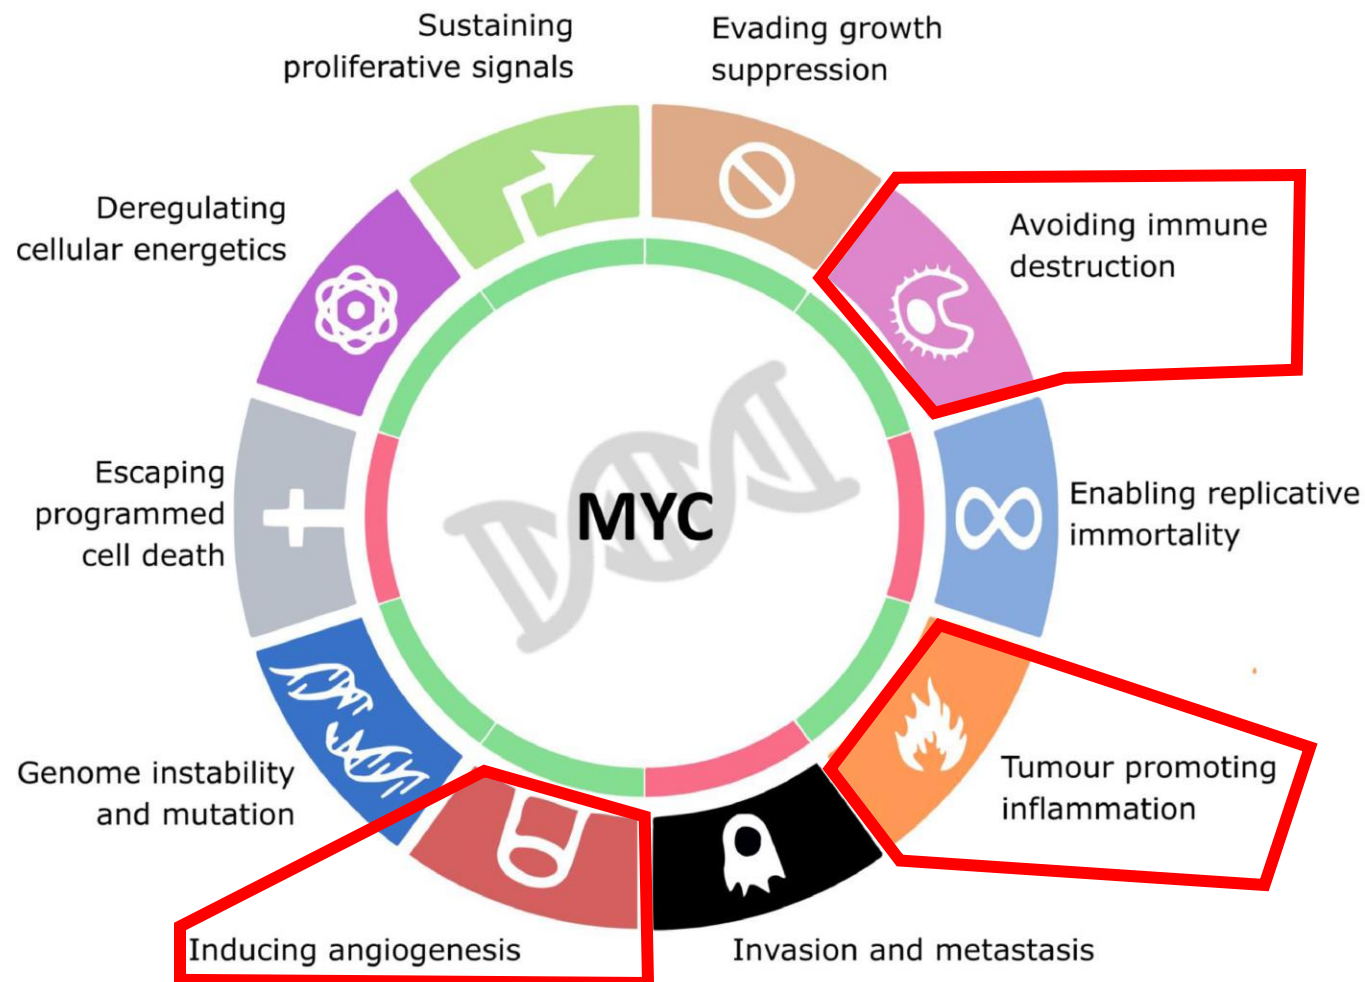 Sustaining
proliferative signals
Evading growth
suppression
Deregulating
cellular energetics
Avoiding immune
destruction
Escaping
programmed
cell death
MYC
Enabling replicative
immortality
Genome instability
and mutation
Tumour promoting
inflammation
Inducing angiogenesis
Invasion and metastasis